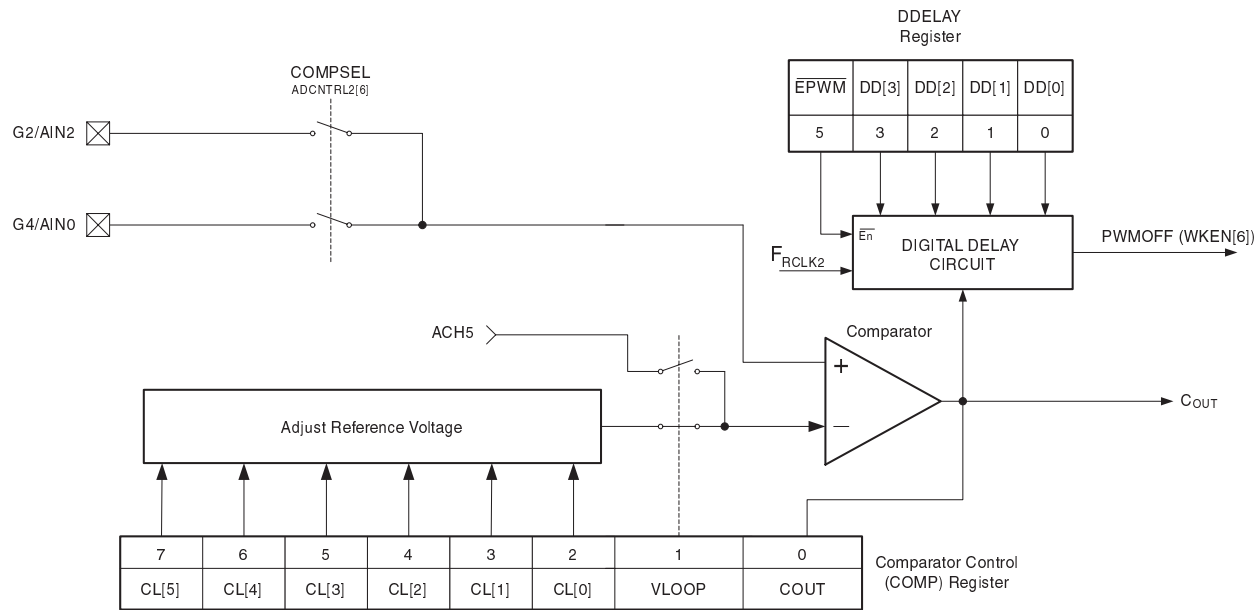 DDELAY
Register
COMPSEL
ADCNTRL2[6]
EPWM DD[3] DD[2] DD[1] DD[0]
5 3 2 1 0
G2/AIN2
G4/AIN0
En
DIGITAL DELAY
CIRCUIT
PWMOFF (WKEN[6])
FRCLK2
ACH5
Comparator
+
−
COUT
Adjust Reference Voltage
7 6 5 4 3 2 1 0
CL[5] CL[4] CL[3] CL[2] CL[1] CL[0] VLOOP COUT
Comparator Control
(COMP) Register